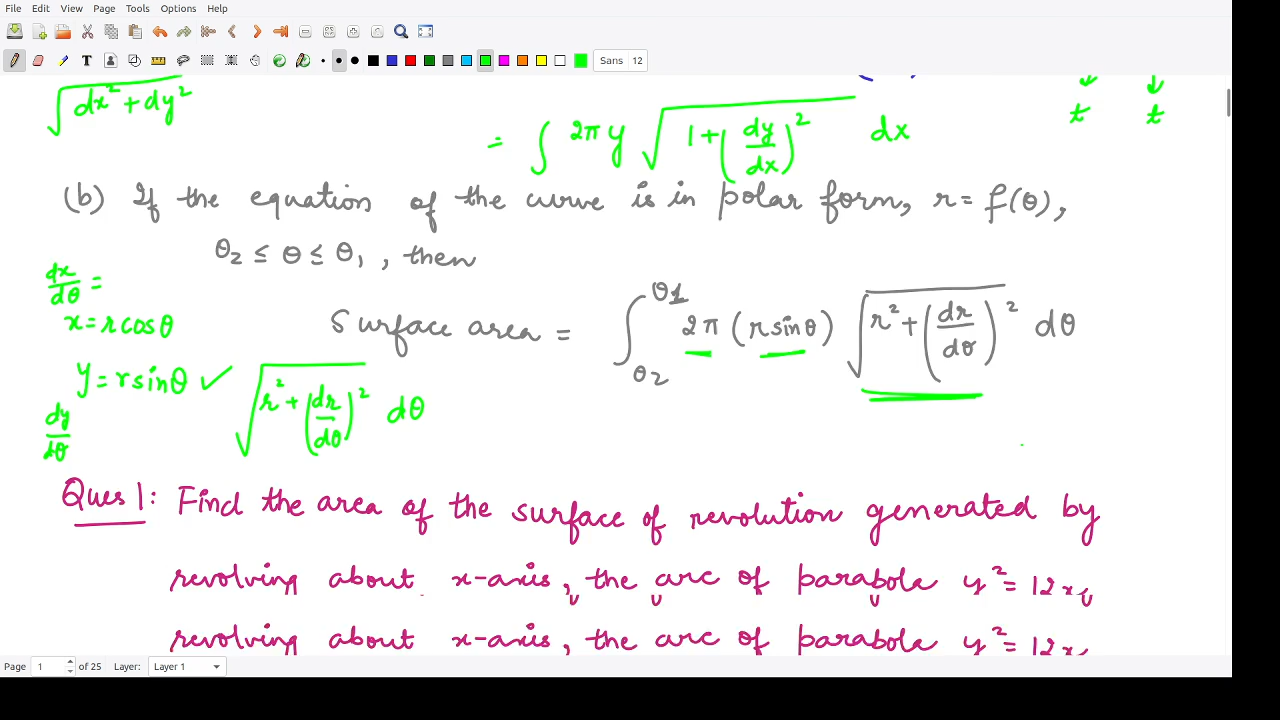 File Edit View Page Tools Options Help
Sans 12
√(dx² + dy²)
= ∫ 2πy √(1+(dy/dx)²) dx
t t
(b) If the equation of the curve is in polar form, r = f(θ),
θ₂ ≤ θ ≤ θ₁, then
dx/dθ =
x = r cosθ
Surface area = ∫_θ2^θ1 2π (r sinθ) √(r² + (dr/dθ)²) dθ
y = r sinθ ✓ √(r² + (dr/dθ)²) dθ
dy/dθ
Ques 1: Find the area of the surface of revolution generated by
revolving about x-axis, the arc of parabola y² = 12x,
revolving about x-axis, the arc of parabola y² = 12x,
Page 1 of 25 Layer: Layer 1